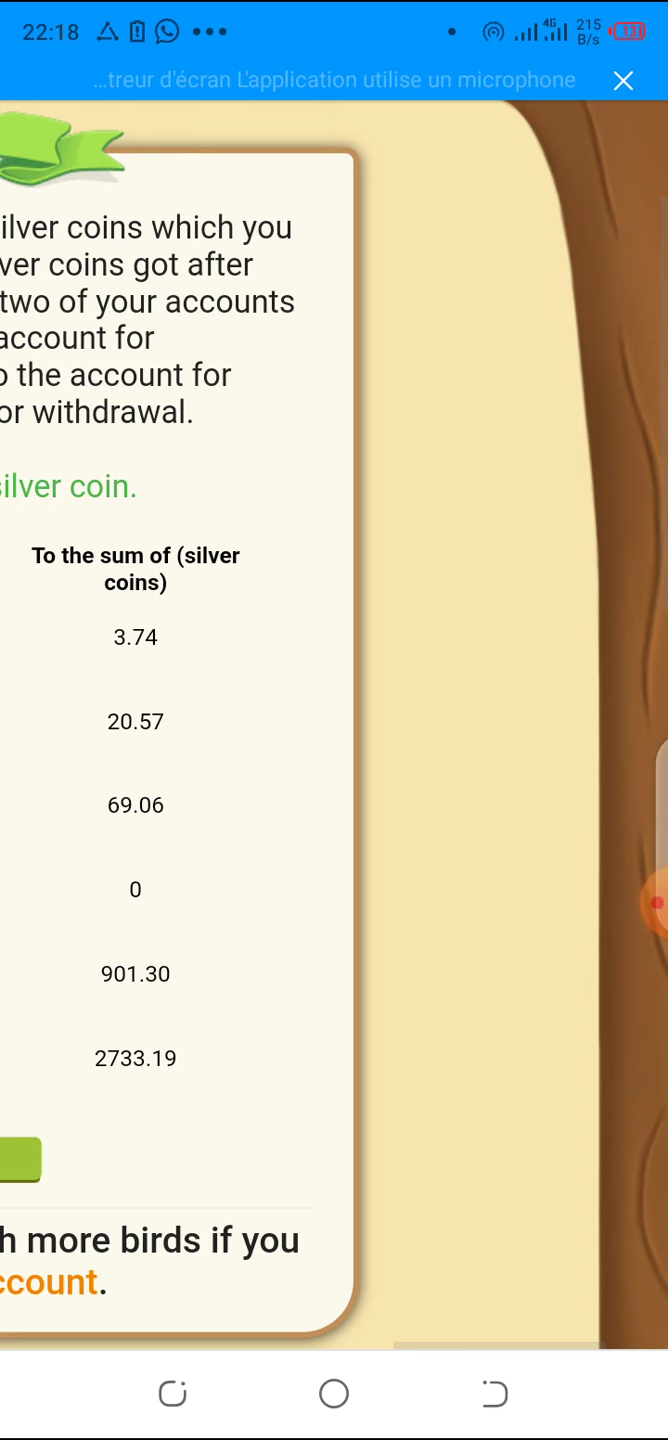 22:18
4G
215
B/s
13
...treur d'écran L'application utilise un microphone
ilver coins which you
ver coins got after
two of your accounts
account for
o the account for
or withdrawal.
silver coin.
To the sum of (silver
coins)
3.74
20.57
69.06
0
901.30
2733.19
h more birds if you
ccount.